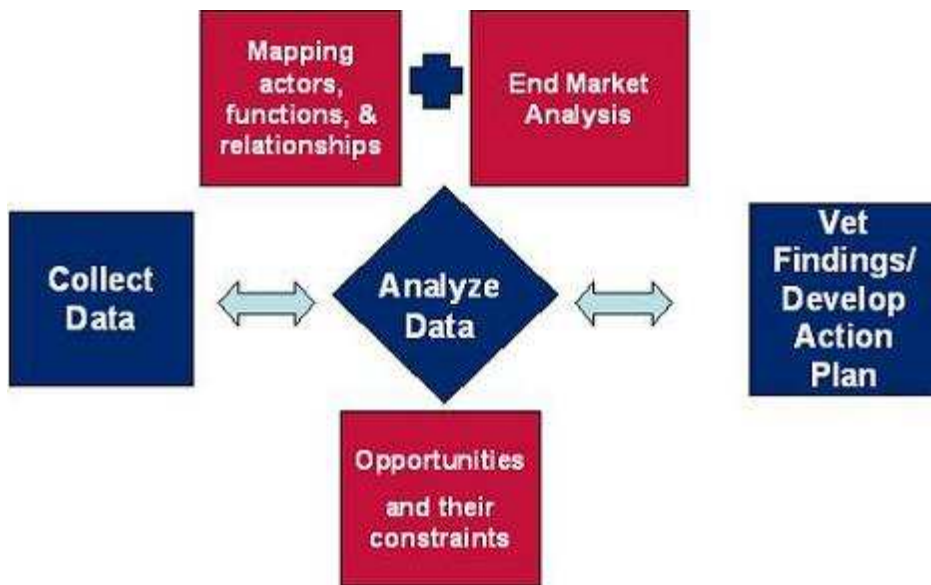 Mapping
actors,
functions, &
relationships
End Market
Analysis
Collect
Data
Analyze
Data
Vet
Findings/
Develop
Action
Plan
Opportunities
and their
constraints